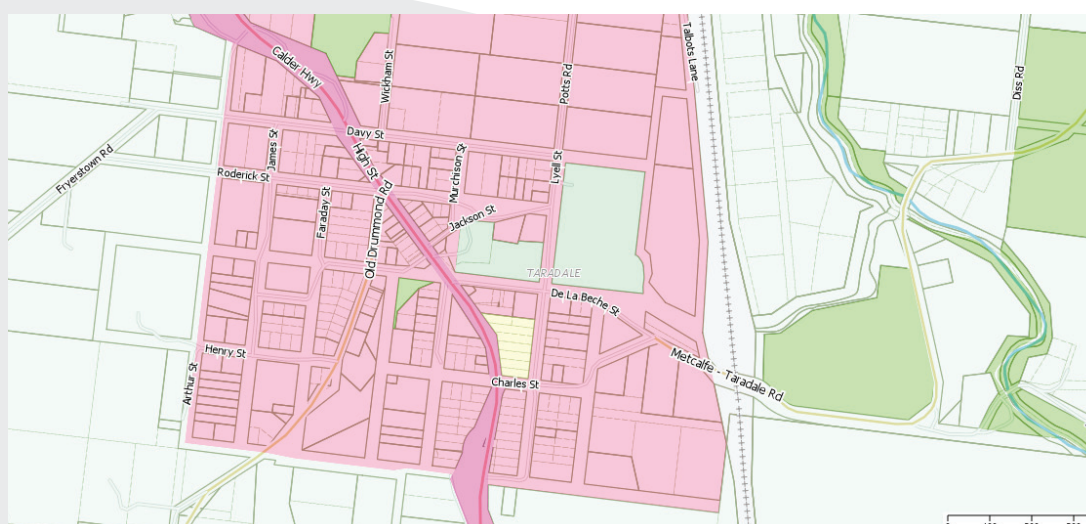 Calder Hwy
Wickham St
Potts Rd
Talbots Lane
Diss Rd
Davy St
High St
James St
Murchison St
Lyell St
Fryerstown Rd
Roderick St
Faraday St
Old Drummond Rd
Jackson St
TARADALE
De La Beche St
Henry St
Arthur St
Charles St
Metcalfe - Taradale Rd